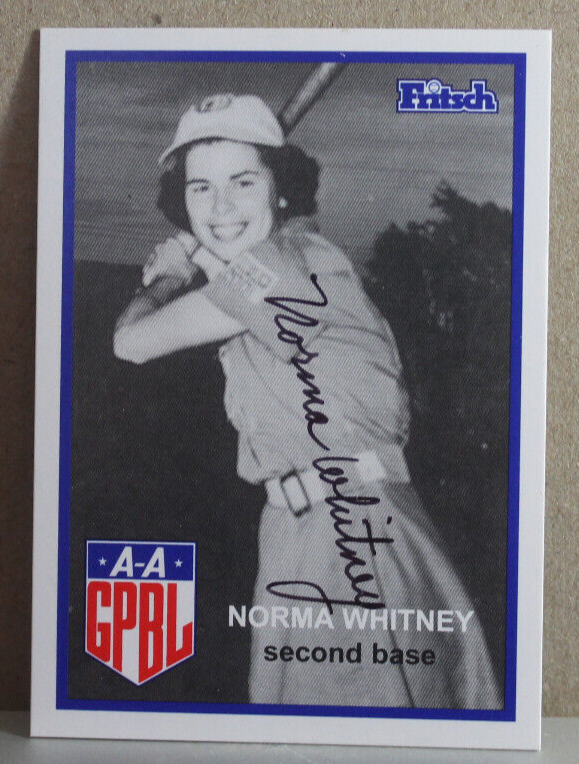 Fritsch
Norma Whitney
A-A
GPBL
NORMA WHITNEY
second base